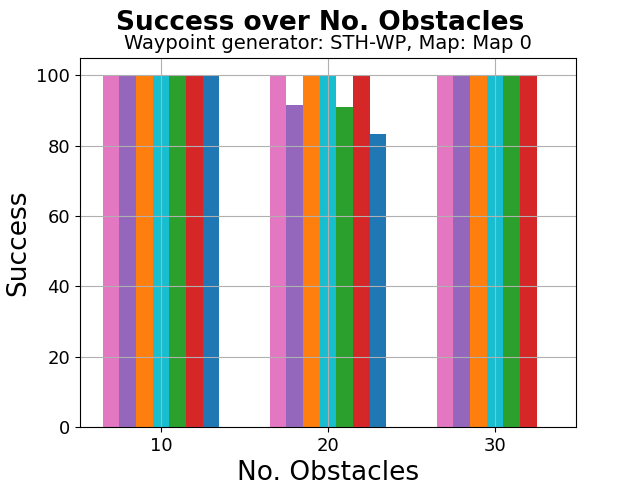 Success over No. Obstacles
Waypoint generator: STH-WP, Map: Map 0
100
80
60
40
20
0
Success
10 20 30
No. Obstacles